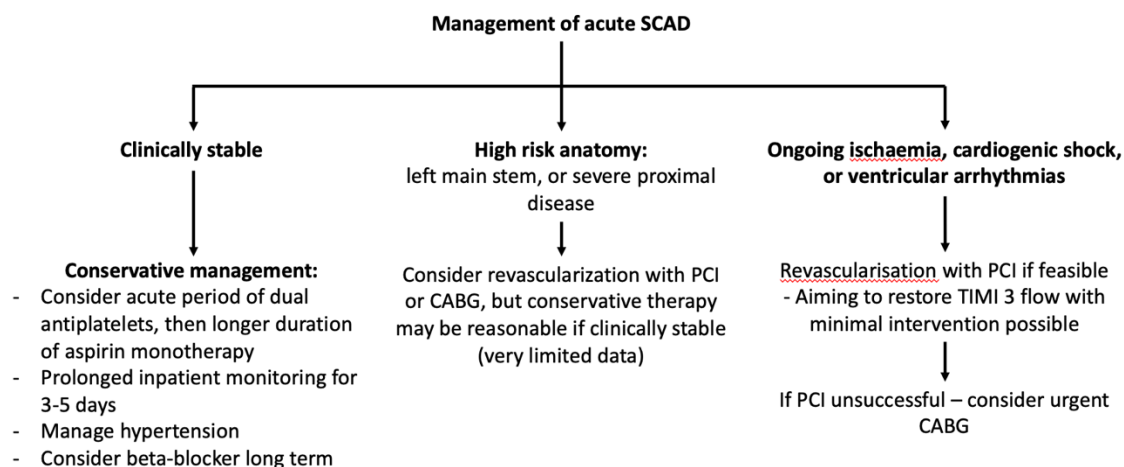 Management of acute SCAD
Clinically stable
Conservative management:
- Consider acute period of dual
antiplatelets, then longer duration
of aspirin monotherapy
- Prolonged inpatient monitoring for
3-5 days
- Manage hypertension
- Consider beta-blocker long term
High risk anatomy:
left main stem, or severe proximal
disease
Consider revascularization with PCI
or CABG, but conservative therapy
may be reasonable if clinically stable
(very limited data)
Ongoing ischaemia, cardiogenic shock,
or ventricular arrhythmias
Revascularisation with PCI if feasible
- Aiming to restore TIMI 3 flow with
minimal intervention possible
If PCI unsuccessful – consider urgent
CABG